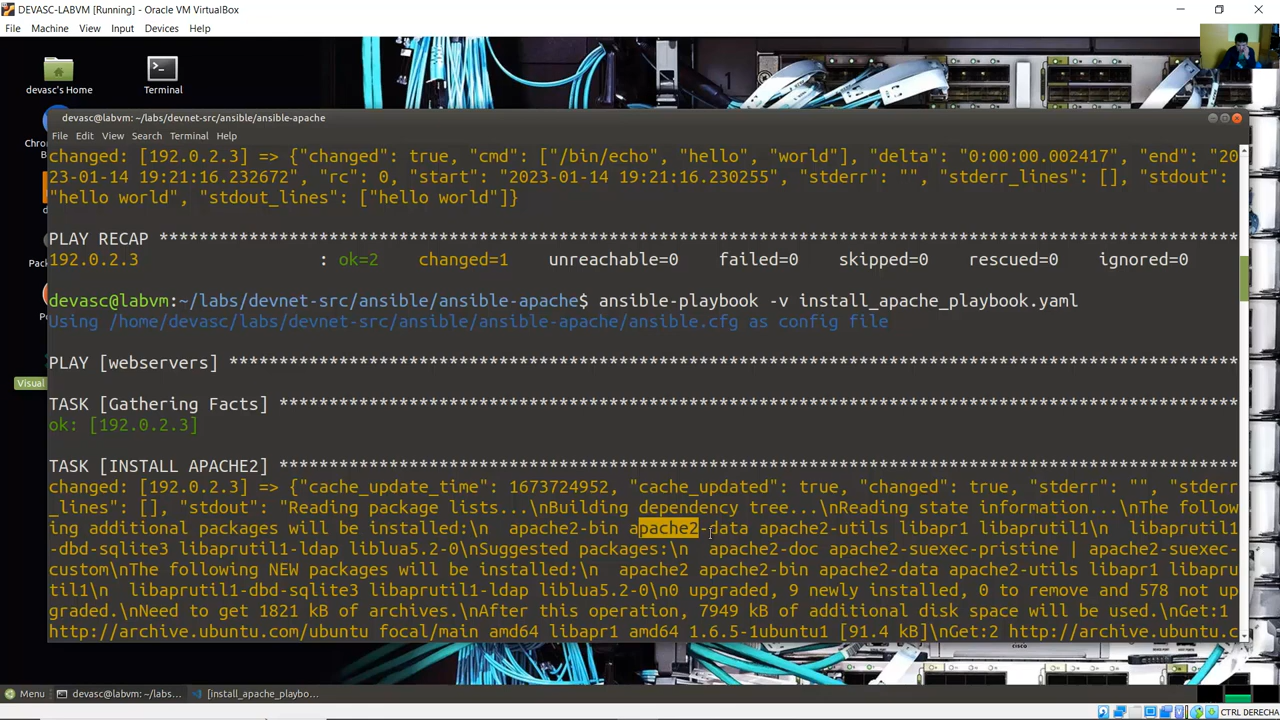 DEVASC-LABVM [Running] - Oracle VM VirtualBox
File Machine View Input Devices Help
devasc's Home
Terminal
devasc@labvm: ~/labs/devnet-src/ansible/ansible-apache
File Edit View Search Terminal Help
Chro
changed: [192.0.2.3] => {"changed": true, "cmd": ["/bin/echo", "hello", "world"], "delta": "0:00:00.002417", "end": "20
23-01-14 19:21:16.232672", "rc": 0, "start": "2023-01-14 19:21:16.230255", "stderr": "", "stderr_lines": [], "stdout":
"hello world", "stdout_lines": ["hello world"]}
PLAY RECAP *********************************************************************************************************
Pack
192.0.2.3 : ok=2 changed=1 unreachable=0 failed=0 skipped=0 rescued=0 ignored=0
devasc@labvm:~/labs/devnet-src/ansible/ansible-apache$ ansible-playbook -v install_apache_playbook.yaml
Using /home/devasc/labs/devnet-src/ansible/ansible-apache/ansible.cfg as config file
PLAY [webservers] *****************************************************************************************************
Visual
TASK [Gathering Facts] ************************************************************************************************
ok: [192.0.2.3]
TASK [INSTALL APACHE2] ************************************************************************************************
changed: [192.0.2.3] => {"cache_update_time": 1673724952, "cache_updated": true, "changed": true, "stderr": "", "stderr
_lines": [], "stdout": "Reading package lists...\nBuilding dependency tree...\nReading state information...\nThe follow
ing additional packages will be installed:\n apache2-bin apache2-data apache2-utils libapr1 libaprutil1\n libaprutil1
-dbd-sqlite3 libaprutil1-ldap liblua5.2-0\nSuggested packages:\n apache2-doc apache2-suexec-pristine | apache2-suexec-
custom\nThe following NEW packages will be installed:\n apache2 apache2-bin apache2-data apache2-utils libapr1 libapru
til1\n libaprutil1-dbd-sqlite3 libaprutil1-ldap liblua5.2-0\n0 upgraded, 9 newly installed, 0 to remove and 578 not up
graded.\nNeed to get 1821 kB of archives.\nAfter this operation, 7949 kB of additional disk space will be used.\nGet:1
http://archive.ubuntu.com/ubuntu focal/main amd64 libapr1 amd64 1.6.5-1ubuntu1 [91.4 kB]\nGet:2 http://archive.ubuntu.c
Menu
devasc@labvm: ~/labs...
[install_apache_playbo...
CTRL DERECHA